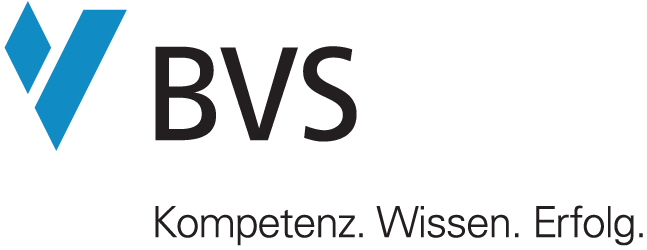 BVS
Kompetenz. Wissen. Erfolg.